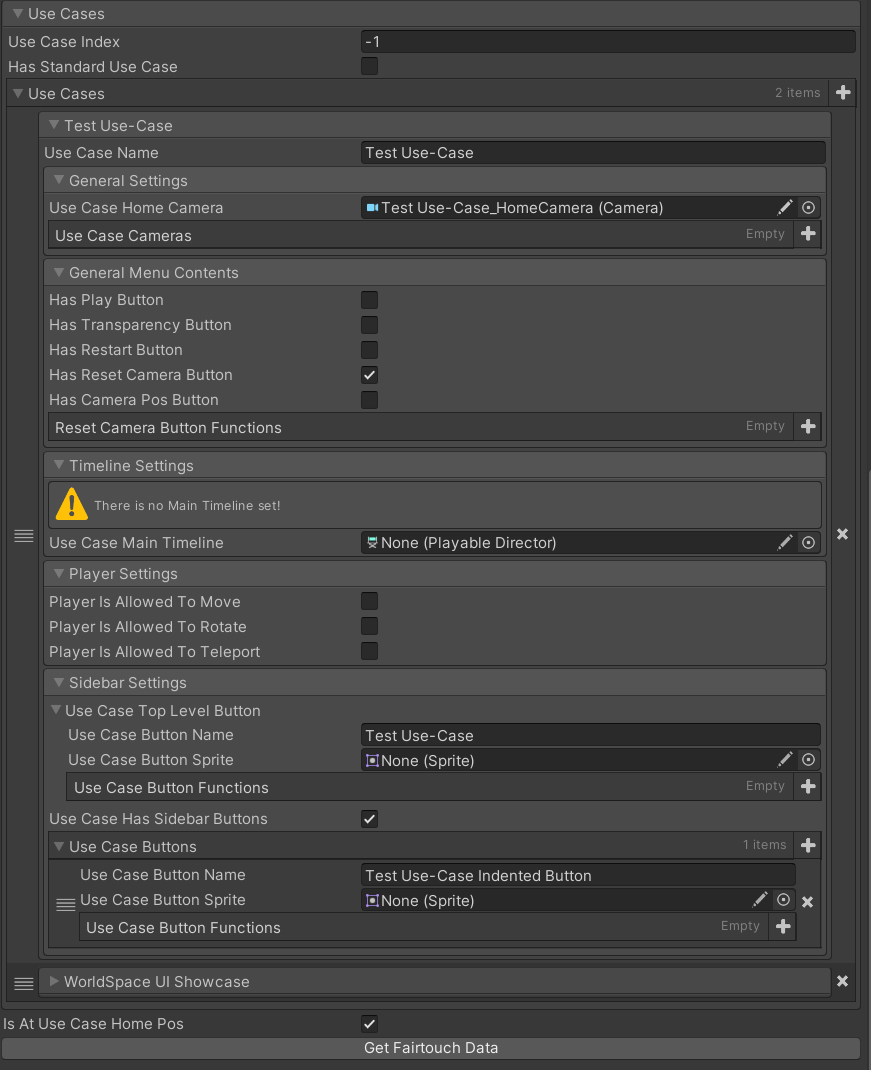 Use Cases
Use Case Index -1
Has Standard Use Case
Use Cases 2 items
Test Use-Case
Use Case Name Test Use-Case
General Settings
Use Case Home Camera Test Use-Case_HomeCamera (Camera)
Use Case Cameras Empty
General Menu Contents
Has Play Button
Has Transparency Button
Has Restart Button
Has Reset Camera Button
Has Camera Pos Button
Reset Camera Button Functions Empty
Timeline Settings
There is no Main Timeline set!
Use Case Main Timeline None (Playable Director)
Player Settings
Player Is Allowed To Move
Player Is Allowed To Rotate
Player Is Allowed To Teleport
Sidebar Settings
Use Case Top Level Button
Use Case Button Name Test Use-Case
Use Case Button Sprite None (Sprite)
Use Case Button Functions Empty
Use Case Has Sidebar Buttons
Use Case Buttons 1 items
Use Case Button Name Test Use-Case Indented Button
Use Case Button Sprite None (Sprite)
Use Case Button Functions Empty
WorldSpace UI Showcase
Is At Use Case Home Pos
Get Fairtouch Data